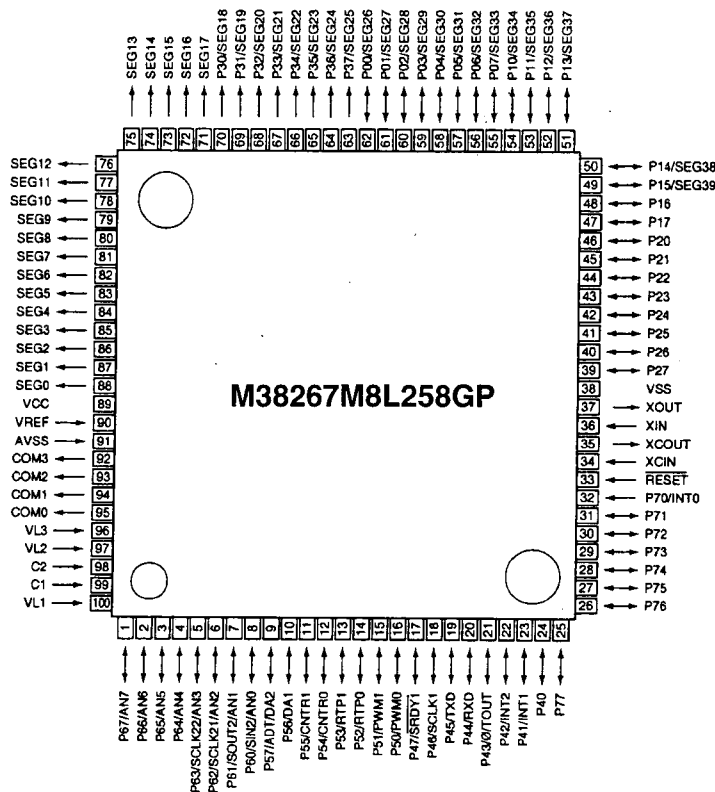 SEG13
SEG14
SEG15
SEG16
SEG17
P30/SEG18
P31/SEG19
P32/SEG20
P33/SEG21
P34/SEG22
P35/SEG23
P36/SEG24
P37/SEG25
P00/SEG26
P01/SEG27
P02/SEG28
P03/SEG29
P04/SEG30
P05/SEG31
P06/SEG32
P07/SEG33
P10/SEG34
P11/SEG35
P12/SEG36
P13/SEG37
75 74 73 72 71 70 69 68 67 66 65 64 63 62 61 60 59 58 57 56 55 54 53 52 51
SEG12 76
SEG11 77
SEG10 78
SEG9 79
SEG8 80
SEG7 81
SEG6 82
SEG5 83
SEG4 84
SEG3 85
SEG2 86
SEG1 87
SEG0 88
VCC 89
VREF 90
AVSS 91
COM3 92
COM2 93
COM1 94
COM0 95
VL3 96
VL2 97
C2 98
C1 99
VL1 100
M38267M8L258GP
50 P14/SEG38
49 P15/SEG39
48 P16
47 P17
46 P20
45 P21
44 P22
43 P23
42 P24
41 P25
40 P26
39 P27
38 VSS
37 XOUT
36 XIN
35 XCOUT
34 XCIN
33 RESET
32 P70/INT0
31 P71
30 P72
29 P73
28 P74
27 P75
26 P76
1 2 3 4 5 6 7 8 9 10 11 12 13 14 15 16 17 18 19 20 21 22 23 24 25
P67/AN7
P66/AN6
P65/AN5
P64/AN4
P63/SCLK22/AN3
P62/SCLK21/AN2
P61/SOUT2/AN1
P60/SIN2/AN0
P57/ADT/DA2
P56/DA1
P55/CNTR1
P54/CNTR0
P53/RTP1
P52/RTP0
P51/PWM1
P50/PWM0
P47/SRDY1
P46/SCLK1
P45/TXD
P44/RXD
P43/Ø/TOUT
P42/INT2
P41/INT1
P40
P77